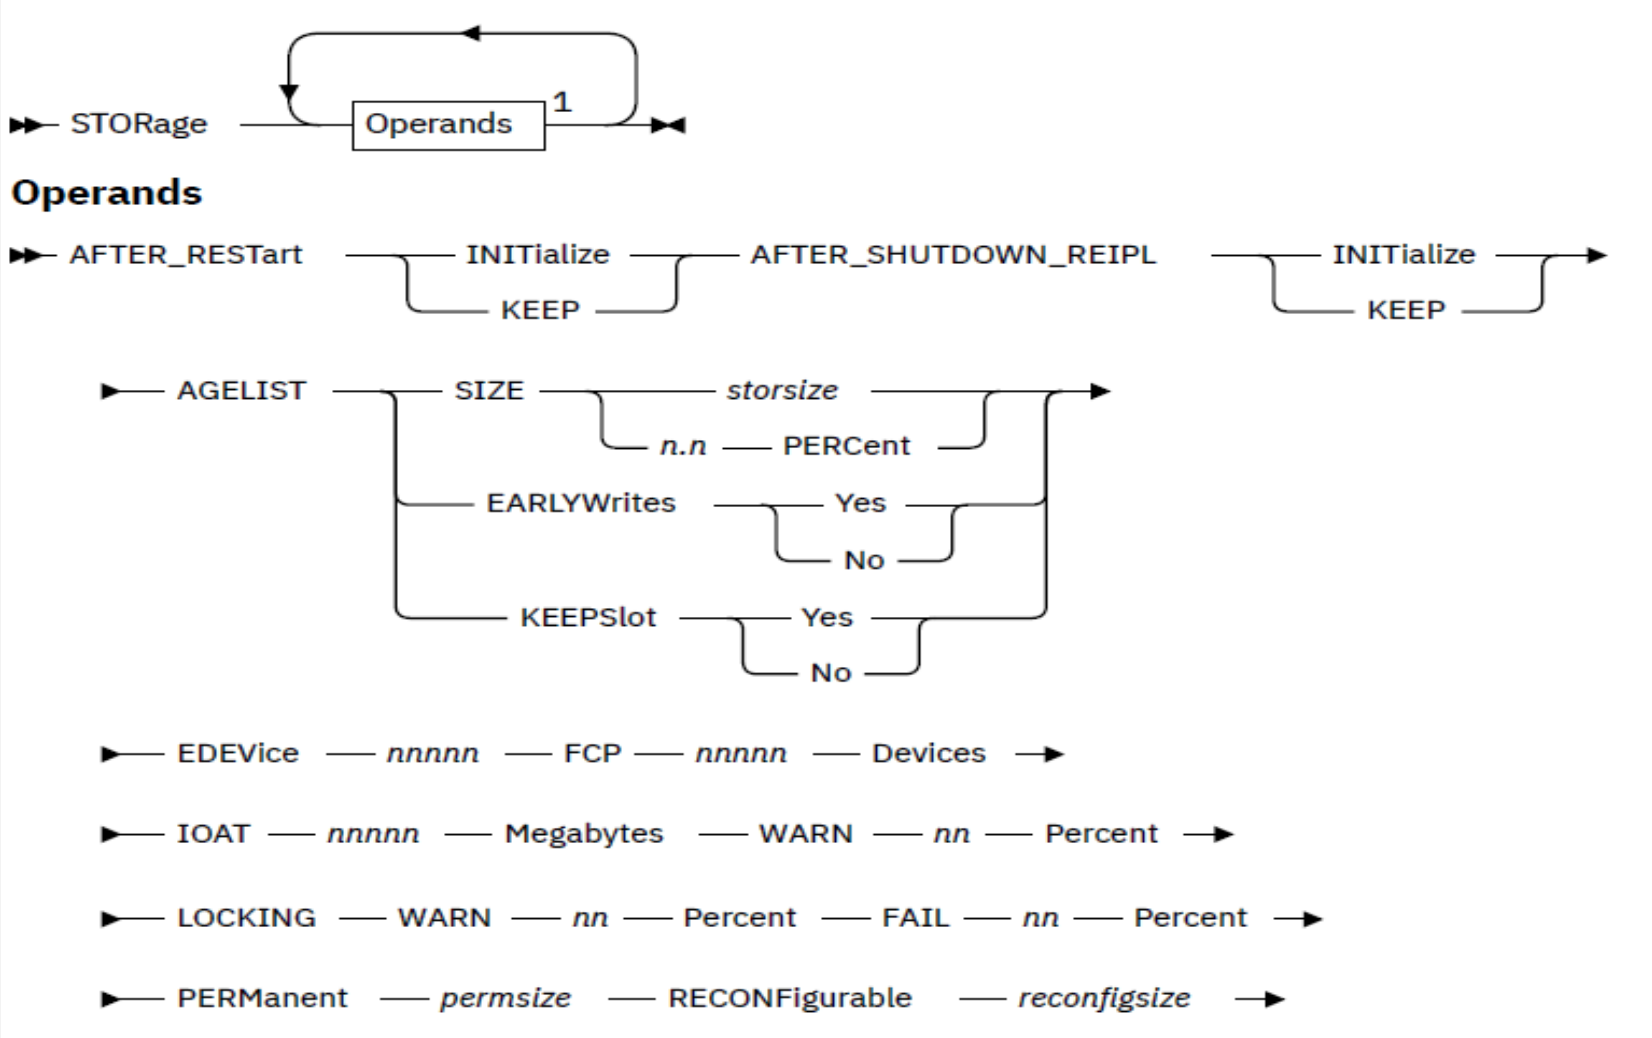 STORage Operands 1
Operands
AFTER_RESTart INITialize AFTER_SHUTDOWN_REIPL INITialize
KEEP KEEP
AGELIST SIZE storsize
n.n PERCent
EARLYWrites Yes
No
KEEPSlot Yes
No
EDEVice nnnnn FCP nnnnn Devices
IOAT nnnnn Megabytes WARN nn Percent
LOCKING WARN nn Percent FAIL nn Percent
PERManent permsize RECONFigurable reconfigsize